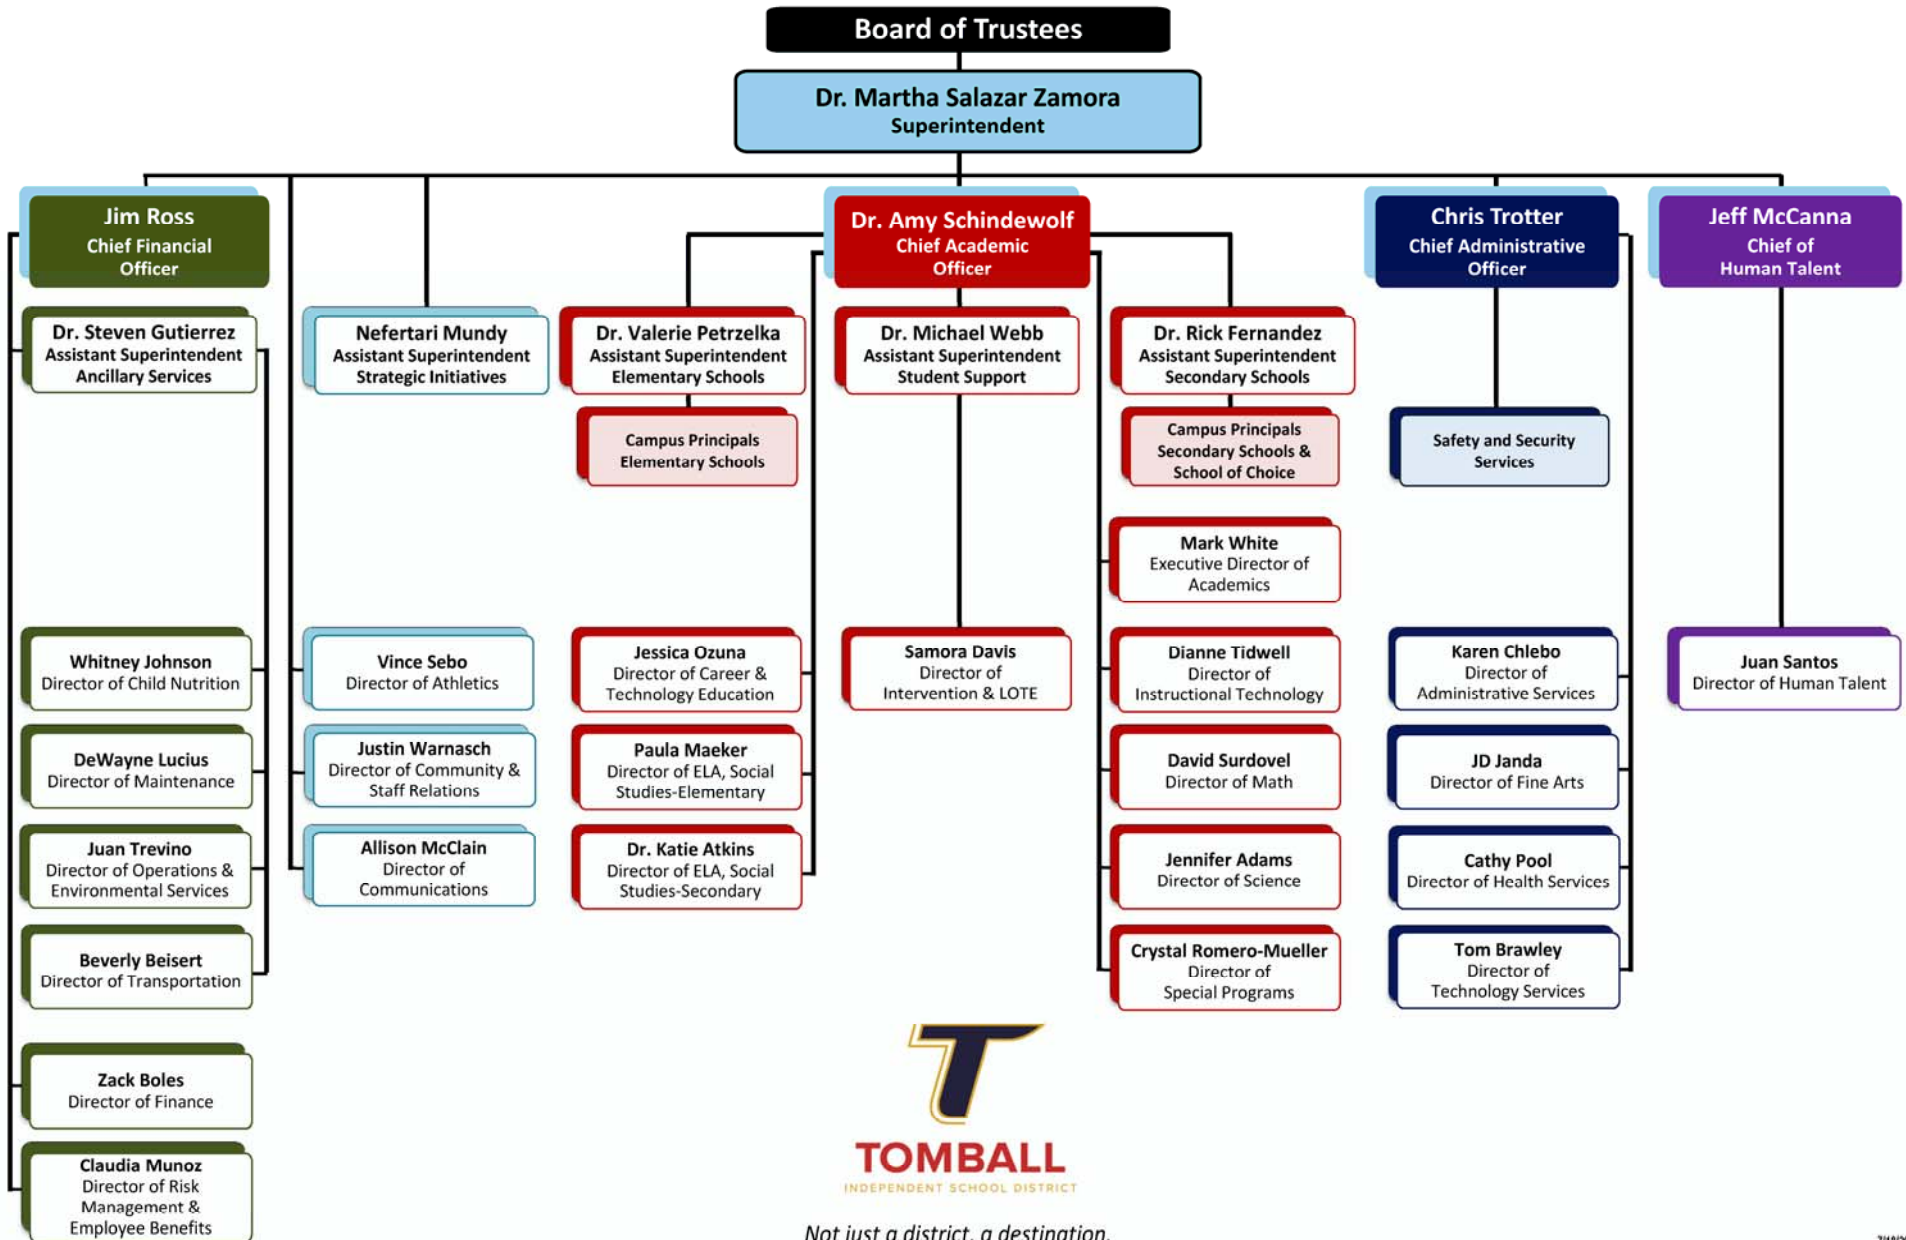 Board of Trustees
Dr. Martha Salazar Zamora
Superintendent
Jim Ross
Chief Financial
Officer
Dr. Amy Schindewolf
Chief Academic
Officer
Chris Trotter
Chief Administrative
Officer
Jeff McCanna
Chief of
Human Talent
Dr. Steven Gutierrez
Assistant Superintendent
Ancillary Services
Nefertari Mundy
Assistant Superintendent
Strategic Initiatives
Dr. Valerie Petrzelka
Assistant Superintendent
Elementary Schools
Dr. Michael Webb
Assistant Superintendent
Student Support
Dr. Rick Fernandez
Assistant Superintendent
Secondary Schools
Campus Principals
Elementary Schools
Campus Principals
Secondary Schools &
School of Choice
Safety and Security
Services
Mark White
Executive Director of
Academics
Whitney Johnson
Director of Child Nutrition
Vince Sebo
Director of Athletics
Jessica Ozuna
Director of Career &
Technology Education
Samora Davis
Director of
Intervention & LOTE
Dianne Tidwell
Director of
Instructional Technology
Karen Chlebo
Director of
Administrative Services
Juan Santos
Director of Human Talent
DeWayne Lucius
Director of Maintenance
Justin Warnasch
Director of Community &
Staff Relations
Paula Maeker
Director of ELA, Social
Studies-Elementary
David Surdovel
Director of Math
JD Janda
Director of Fine Arts
Juan Trevino
Director of Operations &
Environmental Services
Allison McClain
Director of
Communications
Dr. Katie Atkins
Director of ELA, Social
Studies-Secondary
Jennifer Adams
Director of Science
Cathy Pool
Director of Health Services
Beverly Beisert
Director of Transportation
Crystal Romero-Mueller
Director of
Special Programs
Tom Brawley
Director of
Technology Services
Zack Boles
Director of Finance
Claudia Munoz
Director of Risk
Management &
Employee Benefits
T
TOMBALL
INDEPENDENT SCHOOL DISTRICT
Not just a district, a destination.